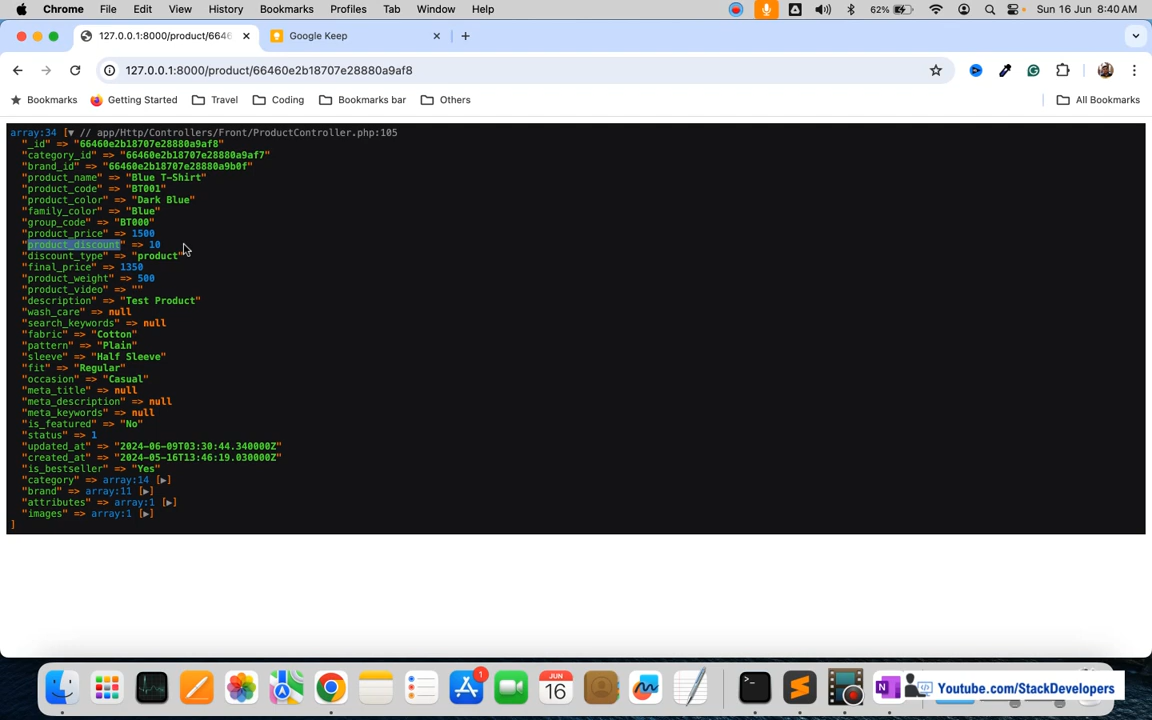 Chrome File Edit View History Bookmarks Profiles Tab Window Help 62% Sun 16 Jun 8:40 AM
127.0.0.1:8000/product/6646 Google Keep
127.0.0.1:8000/product/66460e2b18707e28880a9af8
Bookmarks Getting Started Travel Coding Bookmarks bar Others All Bookmarks
array:34 [▼ // app/Http/Controllers/Front/ProductController.php:105
"_id" => "66460e2b18707e28880a9af8"
"category_id" => "66460e2b18707e28880a9af7"
"brand_id" => "66460e2b18707e28880a9b0f"
"product_name" => "Blue T-Shirt"
"product_code" => "BT001"
"product_color" => "Dark Blue"
"family_color" => "Blue"
"group_code" => "BT000"
"product_price" => 1500
"product_discount" => 10
"discount_type" => "product"
"final_price" => 1350
"product_weight" => 500
"product_video" => ""
"description" => "Test Product"
"wash_care" => null
"search_keywords" => null
"fabric" => "Cotton"
"pattern" => "Plain"
"sleeve" => "Half Sleeve"
"fit" => "Regular"
"occasion" => "Casual"
"meta_title" => null
"meta_description" => null
"meta_keywords" => null
"is_featured" => "No"
"status" => 1
"updated_at" => "2024-06-09T03:30:44.340000Z"
"created_at" => "2024-05-16T13:46:19.030000Z"
"is_bestseller" => "Yes"
"category" => array:14 [▶]
"brand" => array:11 [▶]
"attributes" => array:1 [▶]
"images" => array:1 [▶]
]
1
JUN
16
N
Youtube.com/StackDevelopers